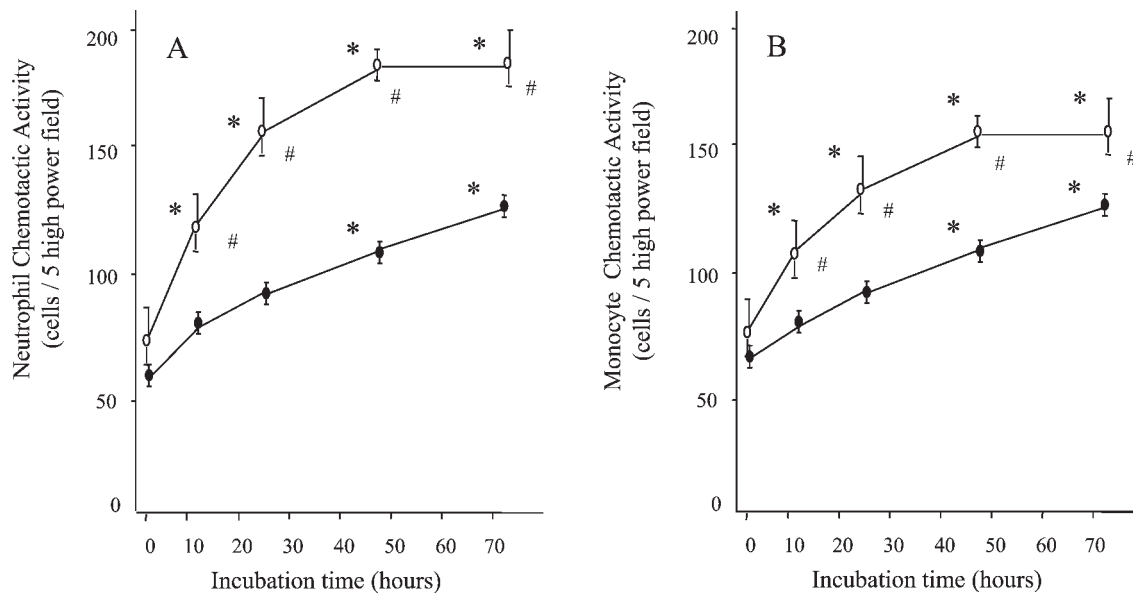 A
Neutrophil Chemotactic Activity
(cells / 5 high power field)
200
150
100
50
0
* * * *
# # # #
* *
0 10 20 30 40 50 60 70
Incubation time (hours)
B
Monocyte Chemotactic Activity
(cells / 5 high power field)
200
150
100
50
0
* * * *
# # # #
* *
0 10 20 30 40 50 60 70
Incubation time (hours)